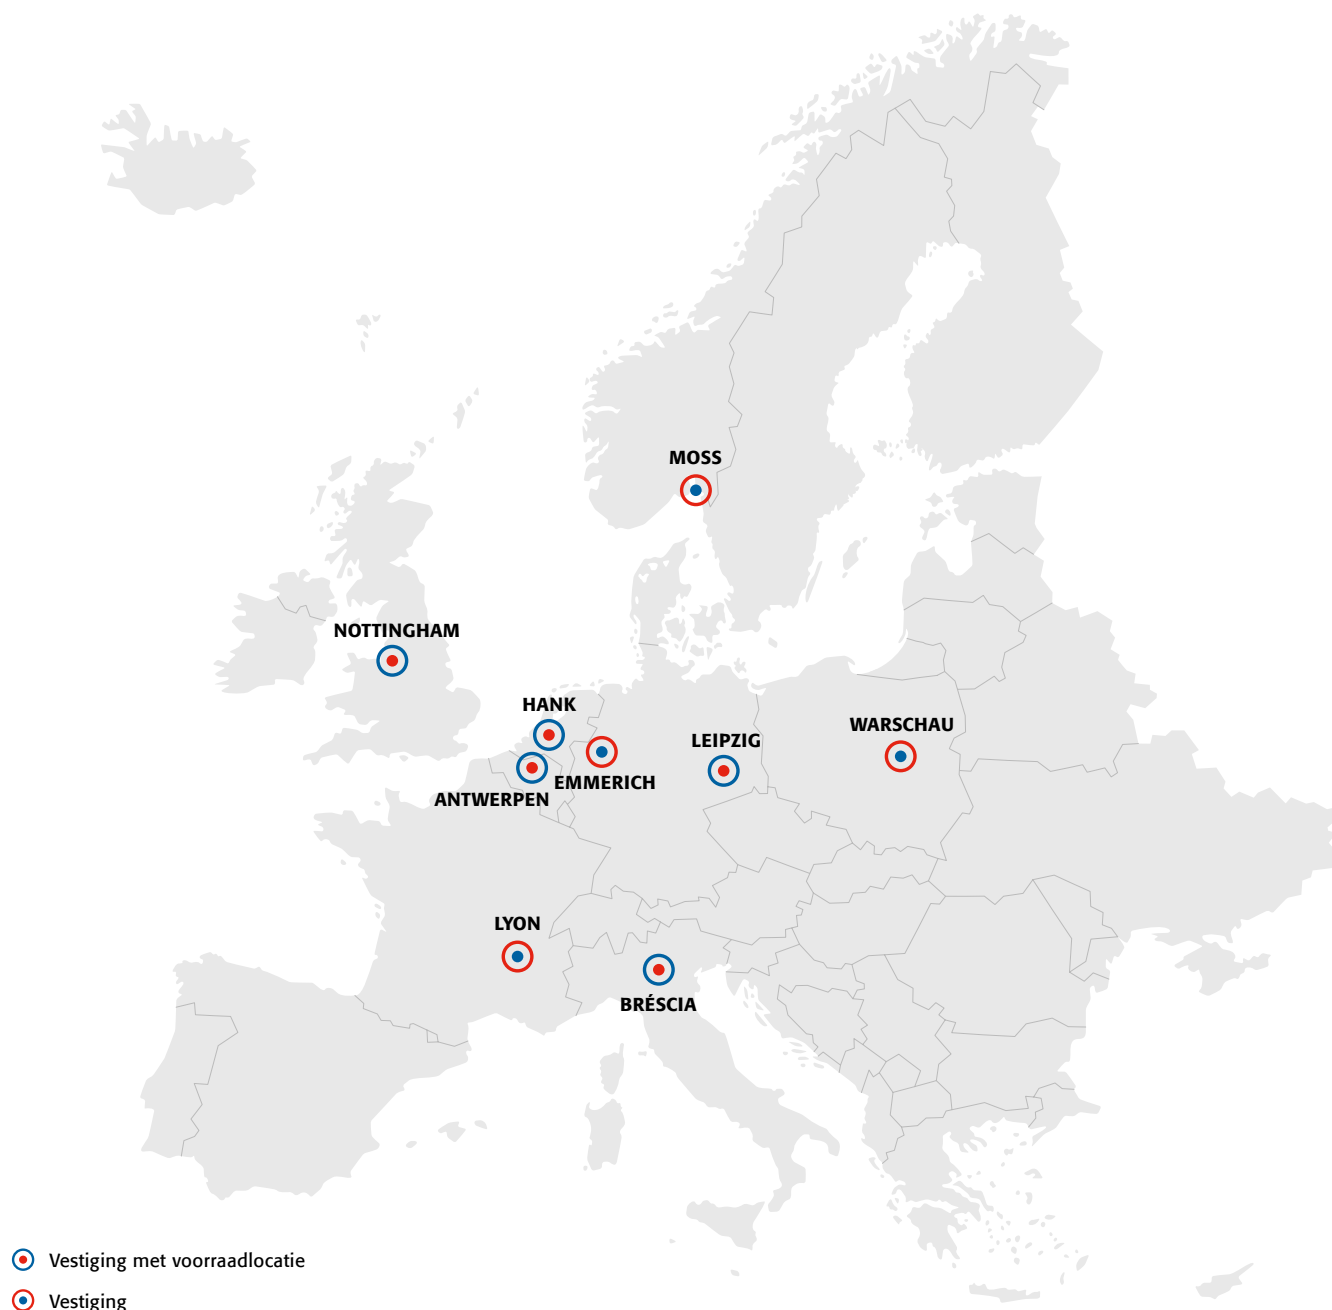 MOSS
NOTTINGHAM
HANK
WARSCHAU
LEIPZIG
EMMERICH
ANTWERPEN
LYON
BRÉSCIA
Vestiging met voorraadlocatie
Vestiging